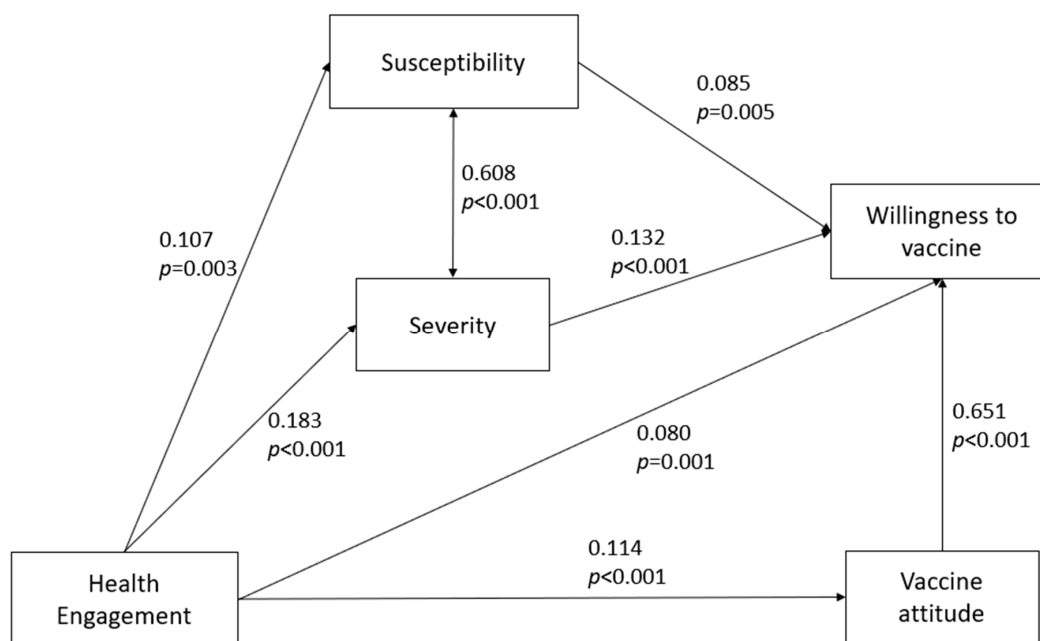 Susceptibility
0.085
p=0.005
0.608
p<0.001
Willingness to
vaccine
0.107
p=0.003
0.132
p<0.001
Severity
0.183
p<0.001
0.080
p=0.001
0.651
p<0.001
0.114
p<0.001
Health
Engagement
Vaccine
attitude